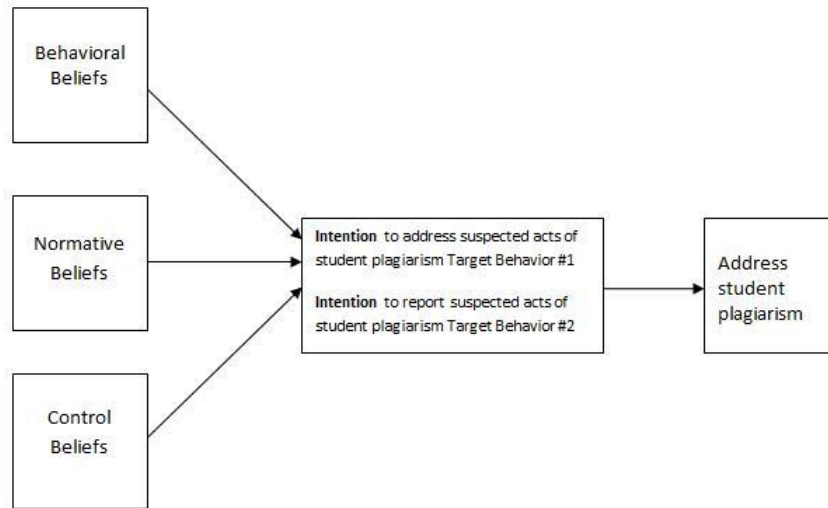 Behavioral
Beliefs
Normative
Beliefs
Control
Beliefs
Intention to address suspected acts of
student plagiarism Target Behavior #1
Intention to report suspected acts of
student plagiarism Target Behavior #2
Address
student
plagiarism